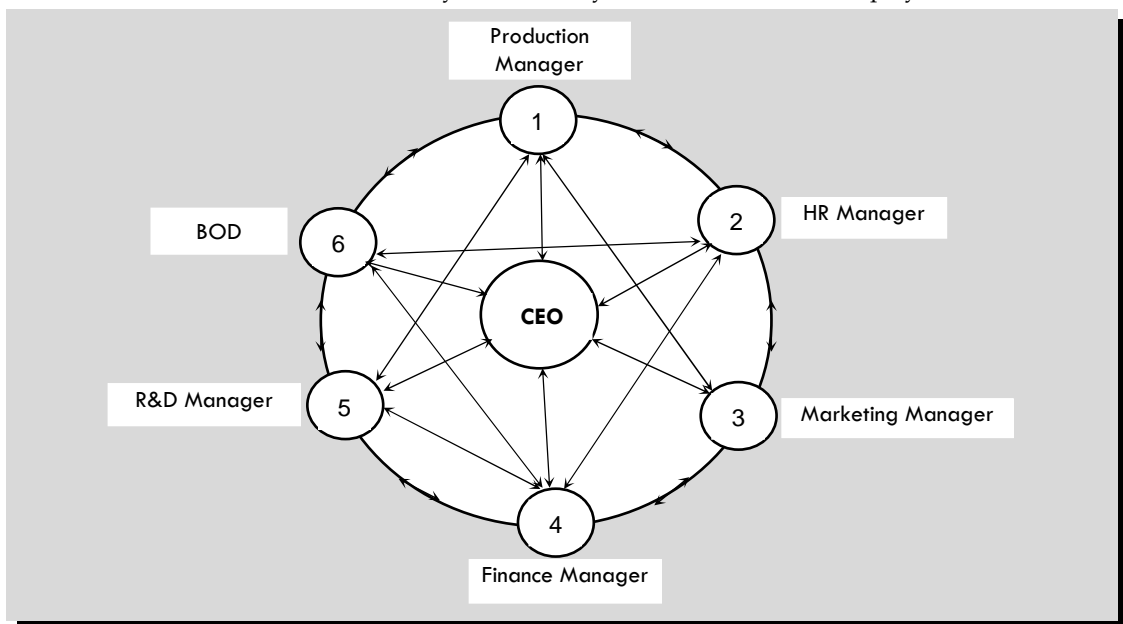 Production
Manager
1
HR Manager
2
BOD
6
CEO
R&D Manager
5
3
Marketing Manager
4
Finance Manager